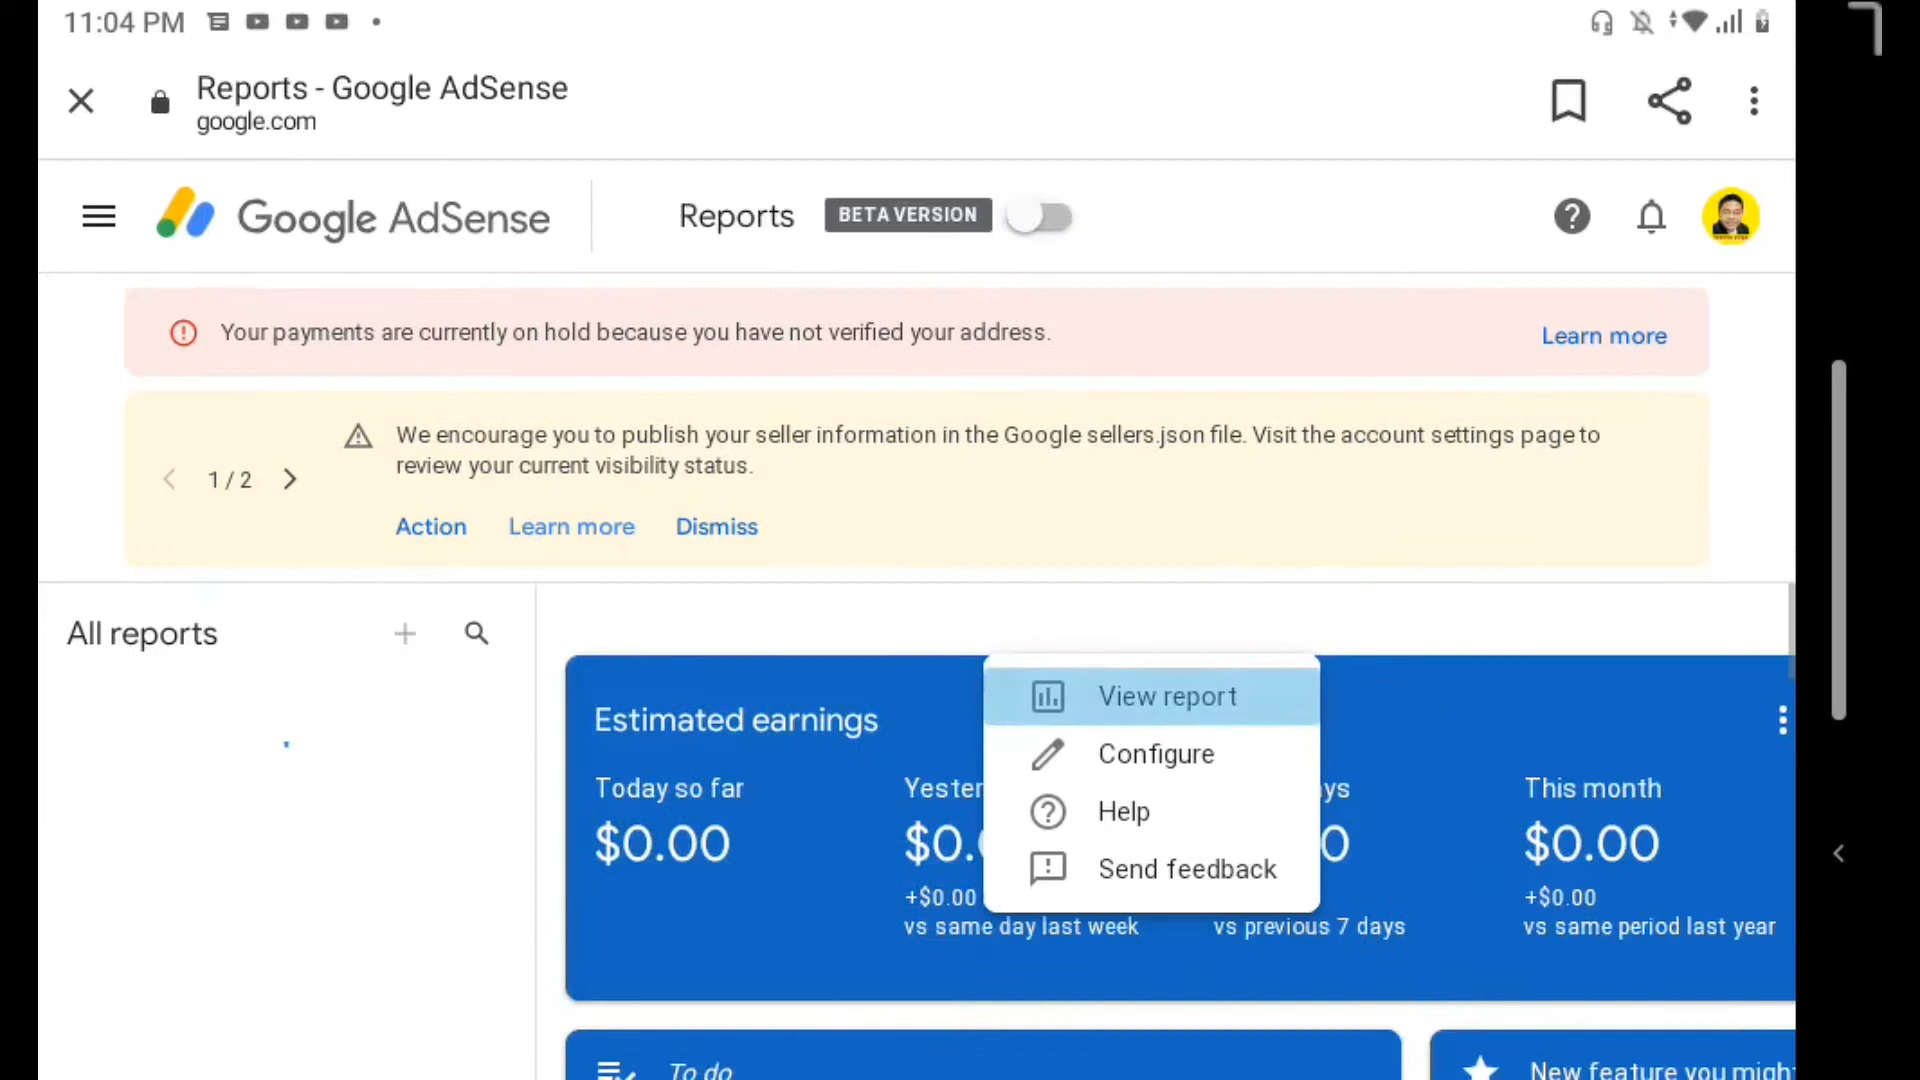 11:04 PM
Reports - Google AdSense
google.com
Google AdSense
Reports
BETA VERSION
Your payments are currently on hold because you have not verified your address.
Learn more
We encourage you to publish your seller information in the Google sellers.json file. Visit the account settings page to
review your current visibility status.
1 / 2
Action
Learn more
Dismiss
All reports
View report
Configure
Help
Send feedback
Estimated earnings
Today so far
$0.00
Yester
$0.
+$0.00
vs same day last week
ys
0
vs previous 7 days
This month
$0.00
+$0.00
vs same period last year
To do
New feature you migh